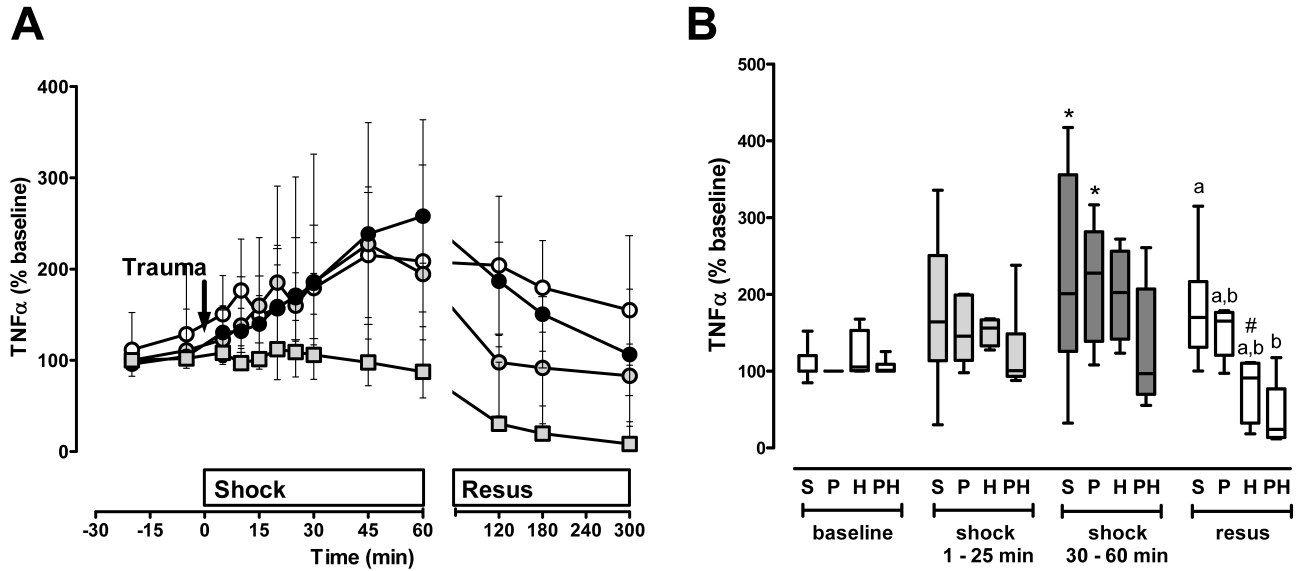 A
TNFα (% baseline)
400
300
200
100
0
Trauma
Shock
Resus
-30 -15 0 15 30 45 60 120 180 240 300
Time (min)
B
TNFα (% baseline)
500
400
300
200
100
0
* * a a,b # a,b b
S P H PH S P H PH S P H PH S P H PH
baseline shock shock resus
1 - 25 min 30 - 60 min